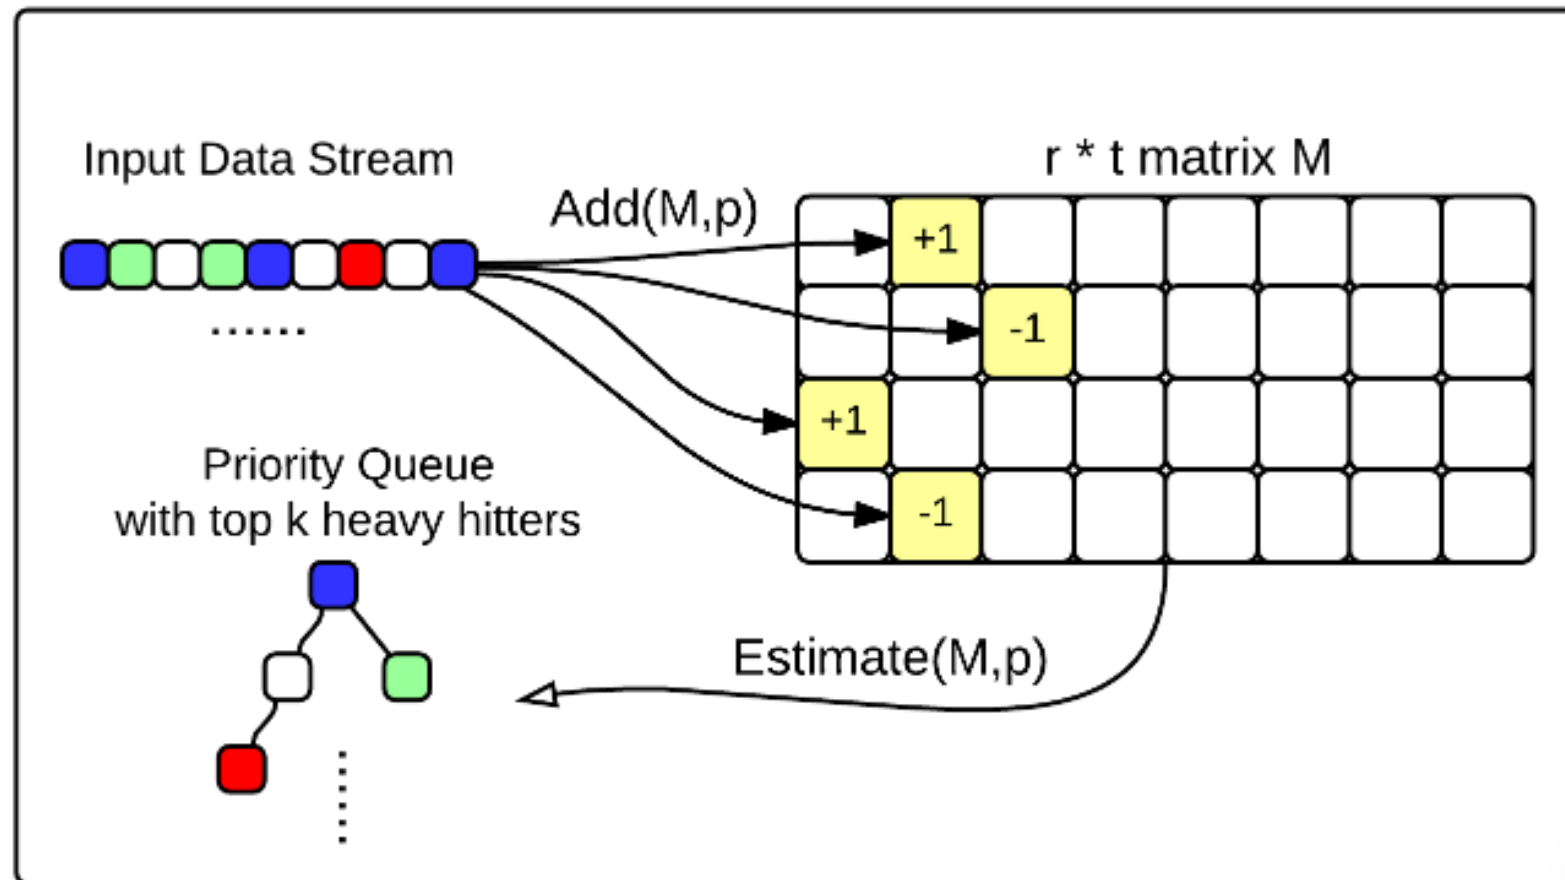 Input Data Stream
......
Add(M,p)
r * t matrix M
+1
-1
+1
-1
Priority Queue
with top k heavy hitters
Estimate(M,p)
......